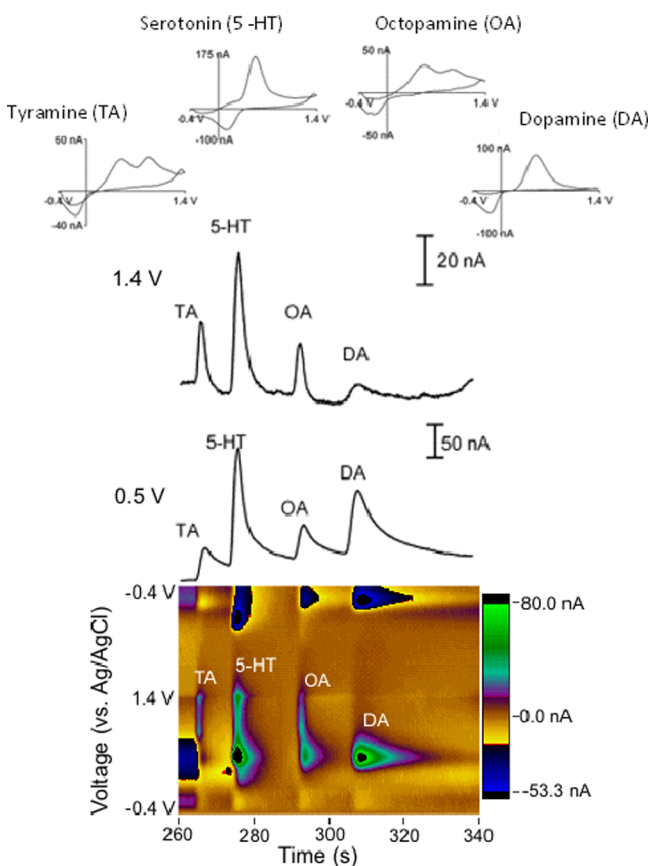 Serotonin (5 -HT)
Octopamine (OA)
175 nA
50 nA
-0.4 V
1.4 V
-0.4 V
1.4 V
-100 nA
-50 nA
Tyramine (TA)
Dopamine (DA)
50 nA
100 nA
-0.4 V
1.4 V
-0.4 V
1.4 V
-40 nA
-100 nA
5-HT
20 nA
1.4 V
TA
OA
DA
5-HT
50 nA
0.5 V
DA
OA
TA
-0.4 V
80.0 nA
TA
5-HT
OA
1.4 V
DA
0.0 nA
-53.3 nA
-0.4 V
Voltage (vs. Ag/AgCl)
260 280 300 320 340
Time (s)